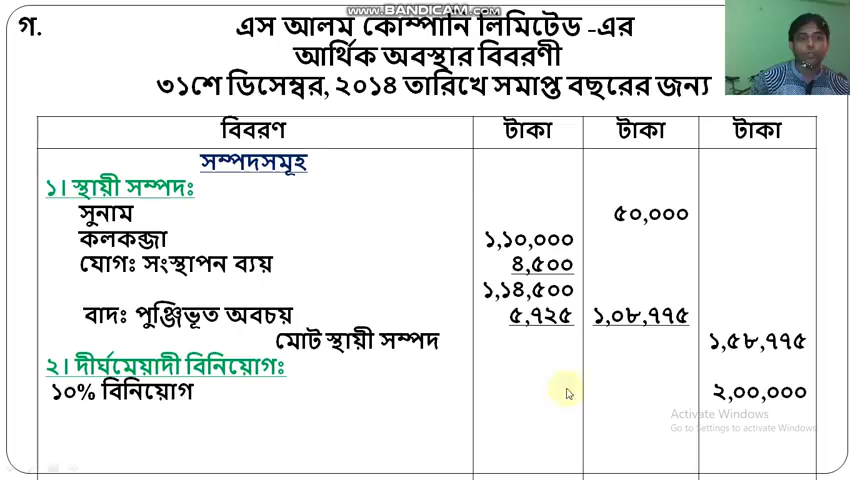 WWW.BANDICAM.COM
গ. এস আলম কোম্পানি লিমিটেড -এর
আর্থিক অবস্থার বিবরণী
৩১শে ডিসেম্বর, ২০১৪ তারিখে সমাপ্ত বছরের জন্য
বিবরণ টাকা টাকা টাকা
সম্পদসমূহ
১। স্থায়ী সম্পদঃ
সুনাম ৫০,০০০
কলকব্জা ১,১০,০০০
যোগঃ সংস্থাপন ব্যয় ৪,৫০০
১,১৪,৫০০
বাদঃ পুঞ্জিভূত অবচয় ৫,৭২৫ ১,০৮,৭৭৫
মোট স্থায়ী সম্পদ ১,৫৮,৭৭৫
২। দীর্ঘমেয়াদী বিনিয়োগঃ
১০% বিনিয়োগ ২,০০,০০০
Activate Windows
Go to Settings to activate Windows